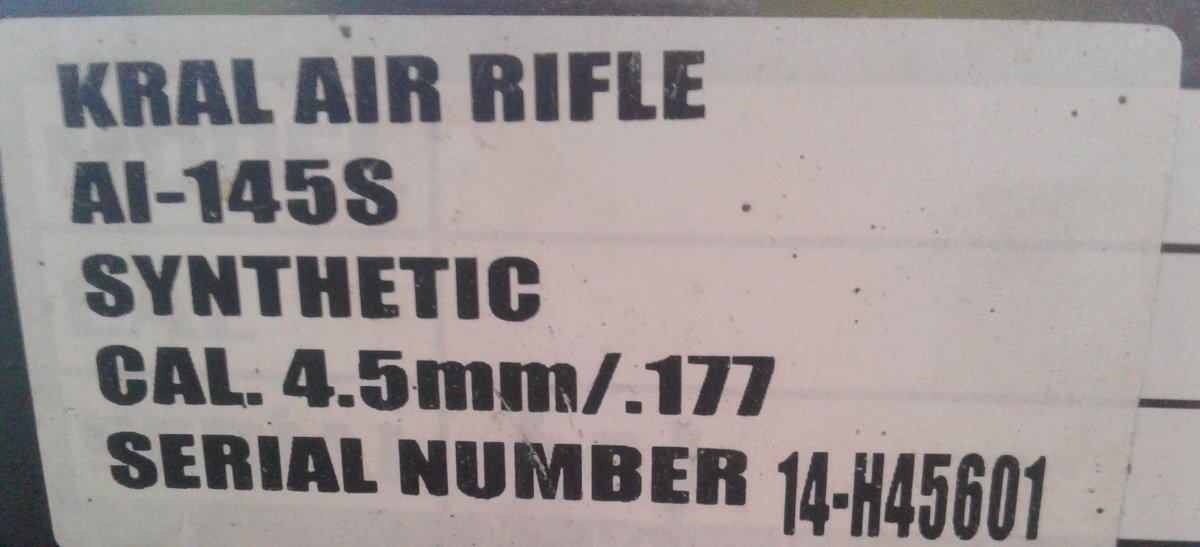 KRAL AIR RIFLE
AI-145S
SYNTHETIC
CAL. 4.5mm/.177
SERIAL NUMBER 14-H45601